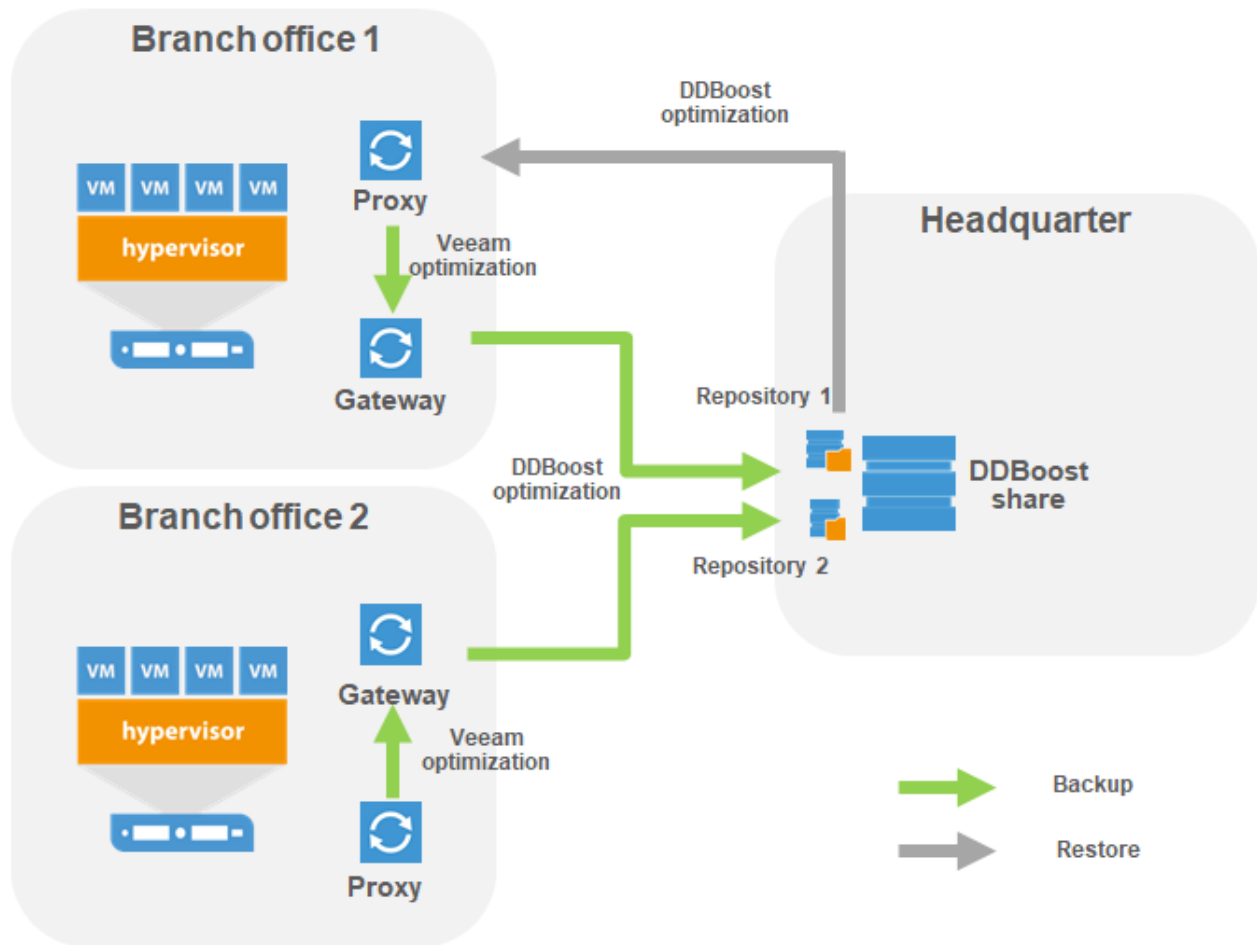 Branch office 1
VM VM VM VM
hypervisor
Proxy
Veeam
optimization
Gateway
DDBoost
optimization
Headquarter
Repository 1
DDBoost
share
Repository 2
DDBoost
optimization
Branch office 2
VM VM VM VM
hypervisor
Gateway
Veeam
optimization
Proxy
Backup
Restore